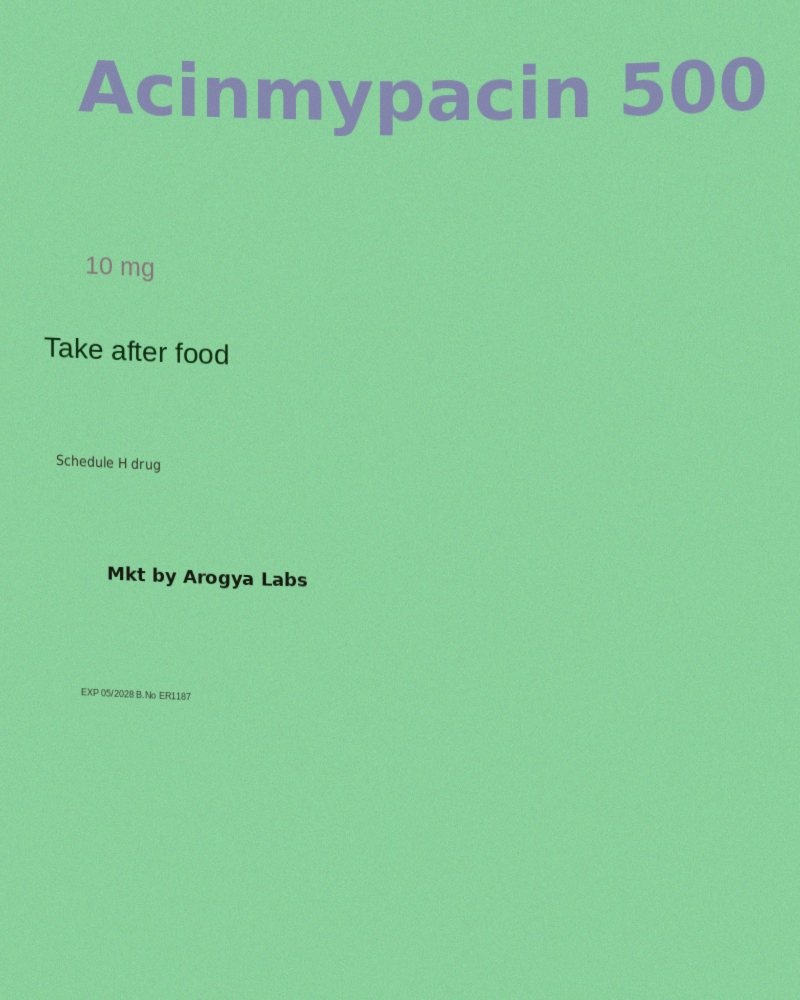 Acinmypacin 500
10 mg
Take after food
Schedule H drug
Mkt by Arogya Labs
EXP 05/2028 B.No ER1187